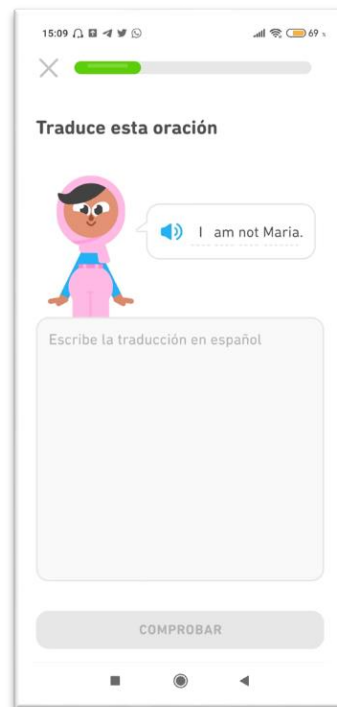 15:09 69
Traduce esta oración
I am not Maria.
Escribe la traducción en español
COMPROBAR